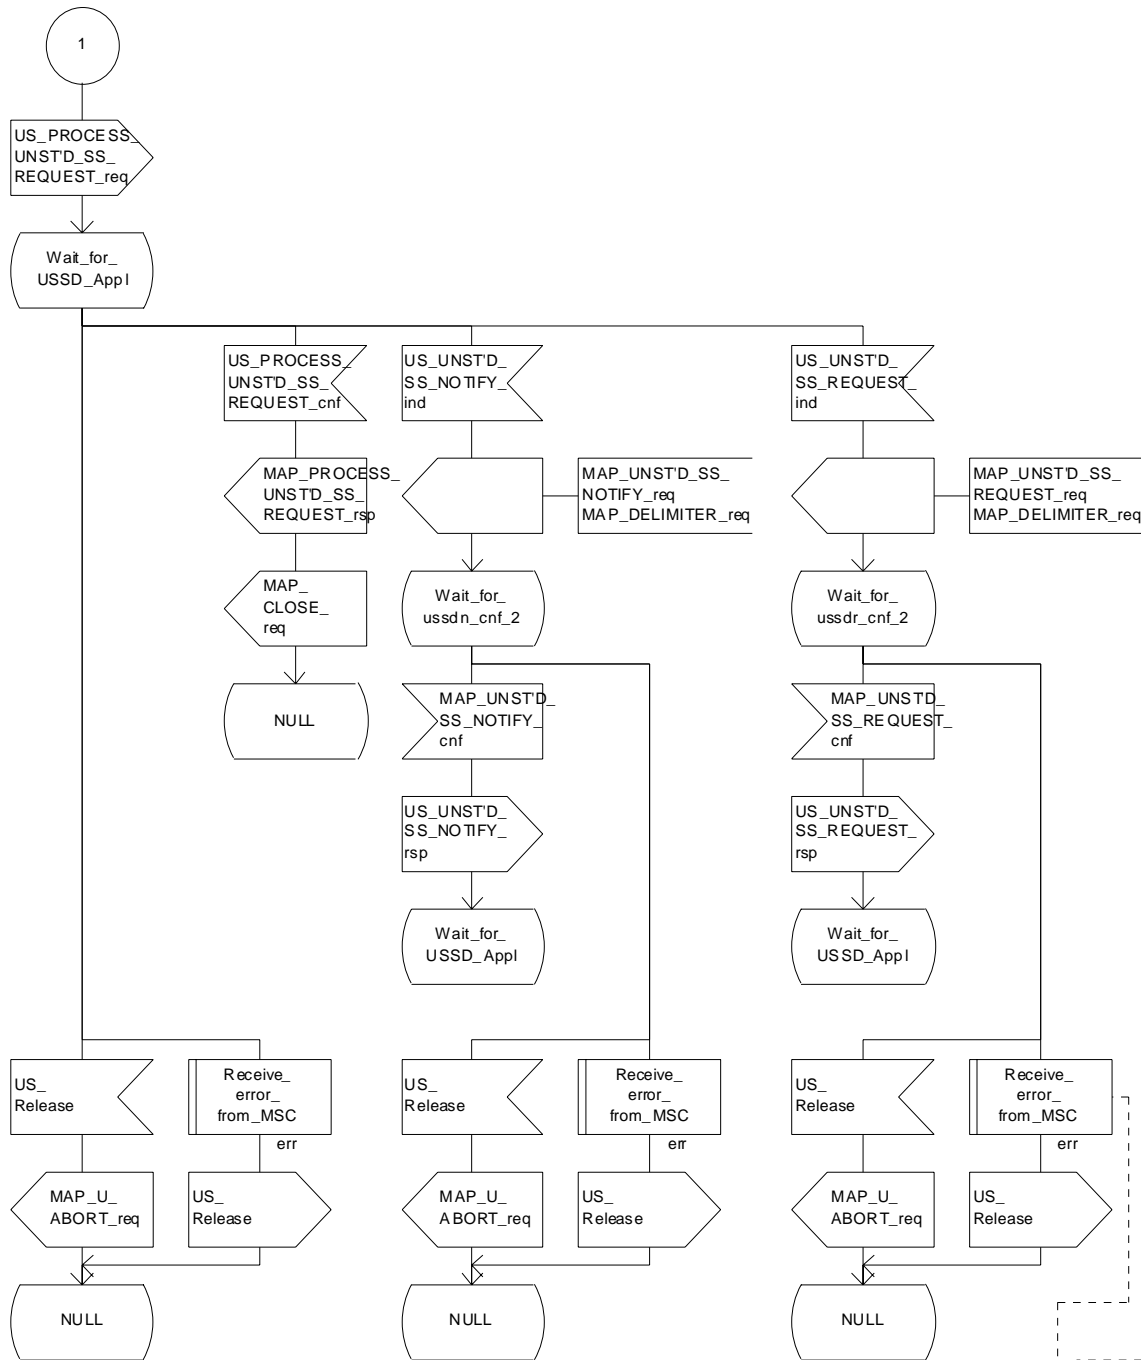 1
US_PROCESS_
UNST'D_SS_
REQUEST_req
Wait_for_
USSD_Appl
US_PROCESS_
UNST'D_SS_
REQUEST_cnf
US_UNST'D_
SS_NOTIFY_
ind
US_UNST'D_
SS_REQUEST_
ind
MAP_PROCESS_
UNST'D_SS_
REQUEST_rsp
MAP_UNST'D_SS_
NOTIFY_req
MAP_DELIMITER_req
MAP_UNST'D_SS_
REQUEST_req
MAP_DELIMITER_req
MAP_
CLOSE_
req
Wait_for_
ussdn_cnf_2
Wait_for_
ussdr_cnf_2
NULL
MAP_UNST'D_
SS_NOTIFY_
cnf
MAP_UNST'D_
SS_REQUEST_
cnf
US_UNST'D_
SS_NOTIFY_
rsp
US_UNST'D_
SS_REQUEST_
rsp
Wait_for_
USSD_Appl
Wait_for_
USSD_Appl
US_
Release
Receive_
error_
from_MSC
err
US_
Release
Receive_
error_
from_MSC
err
US_
Release
Receive_
error_
from_MSC
err
MAP_U_
ABORT_req
US_
Release
MAP_U_
ABORT_req
US_
Release
MAP_U_
ABORT_req
US_
Release
NULL
NULL
NULL